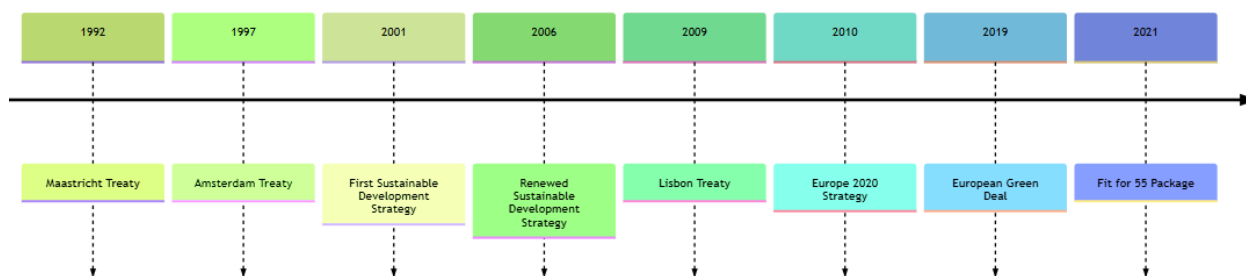 1992
1997
2001
2006
2009
2010
2019
2021
Maastricht Treaty
Amsterdam Treaty
First Sustainable
Development
Strategy
Renewed
Sustainable
Development
Strategy
Lisbon Treaty
Europe 2020
Strategy
European Green
Deal
Fit for 55 Package